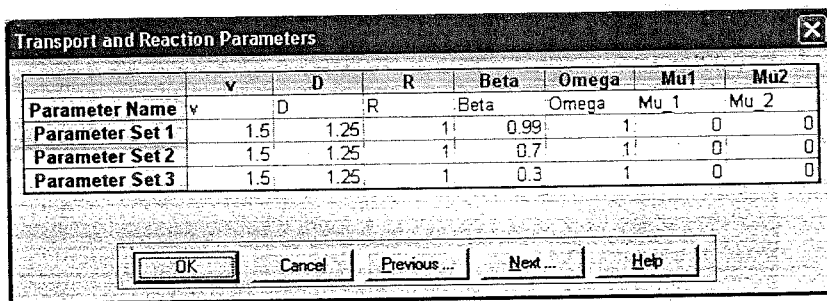 Transport and Reaction Parameters
v D R Beta Omega Mu1 Mu2
Parameter Name v D R Beta Omega Mu_1 Mu_2
Parameter Set 1 1.5 1.25 1 0.99 1 0 0
Parameter Set 2 1.5 1.25 1 0.7 1 0 0
Parameter Set 3 1.5 1.25 1 0.3 1 0 0
OK Cancel Previous ... Next ... Help